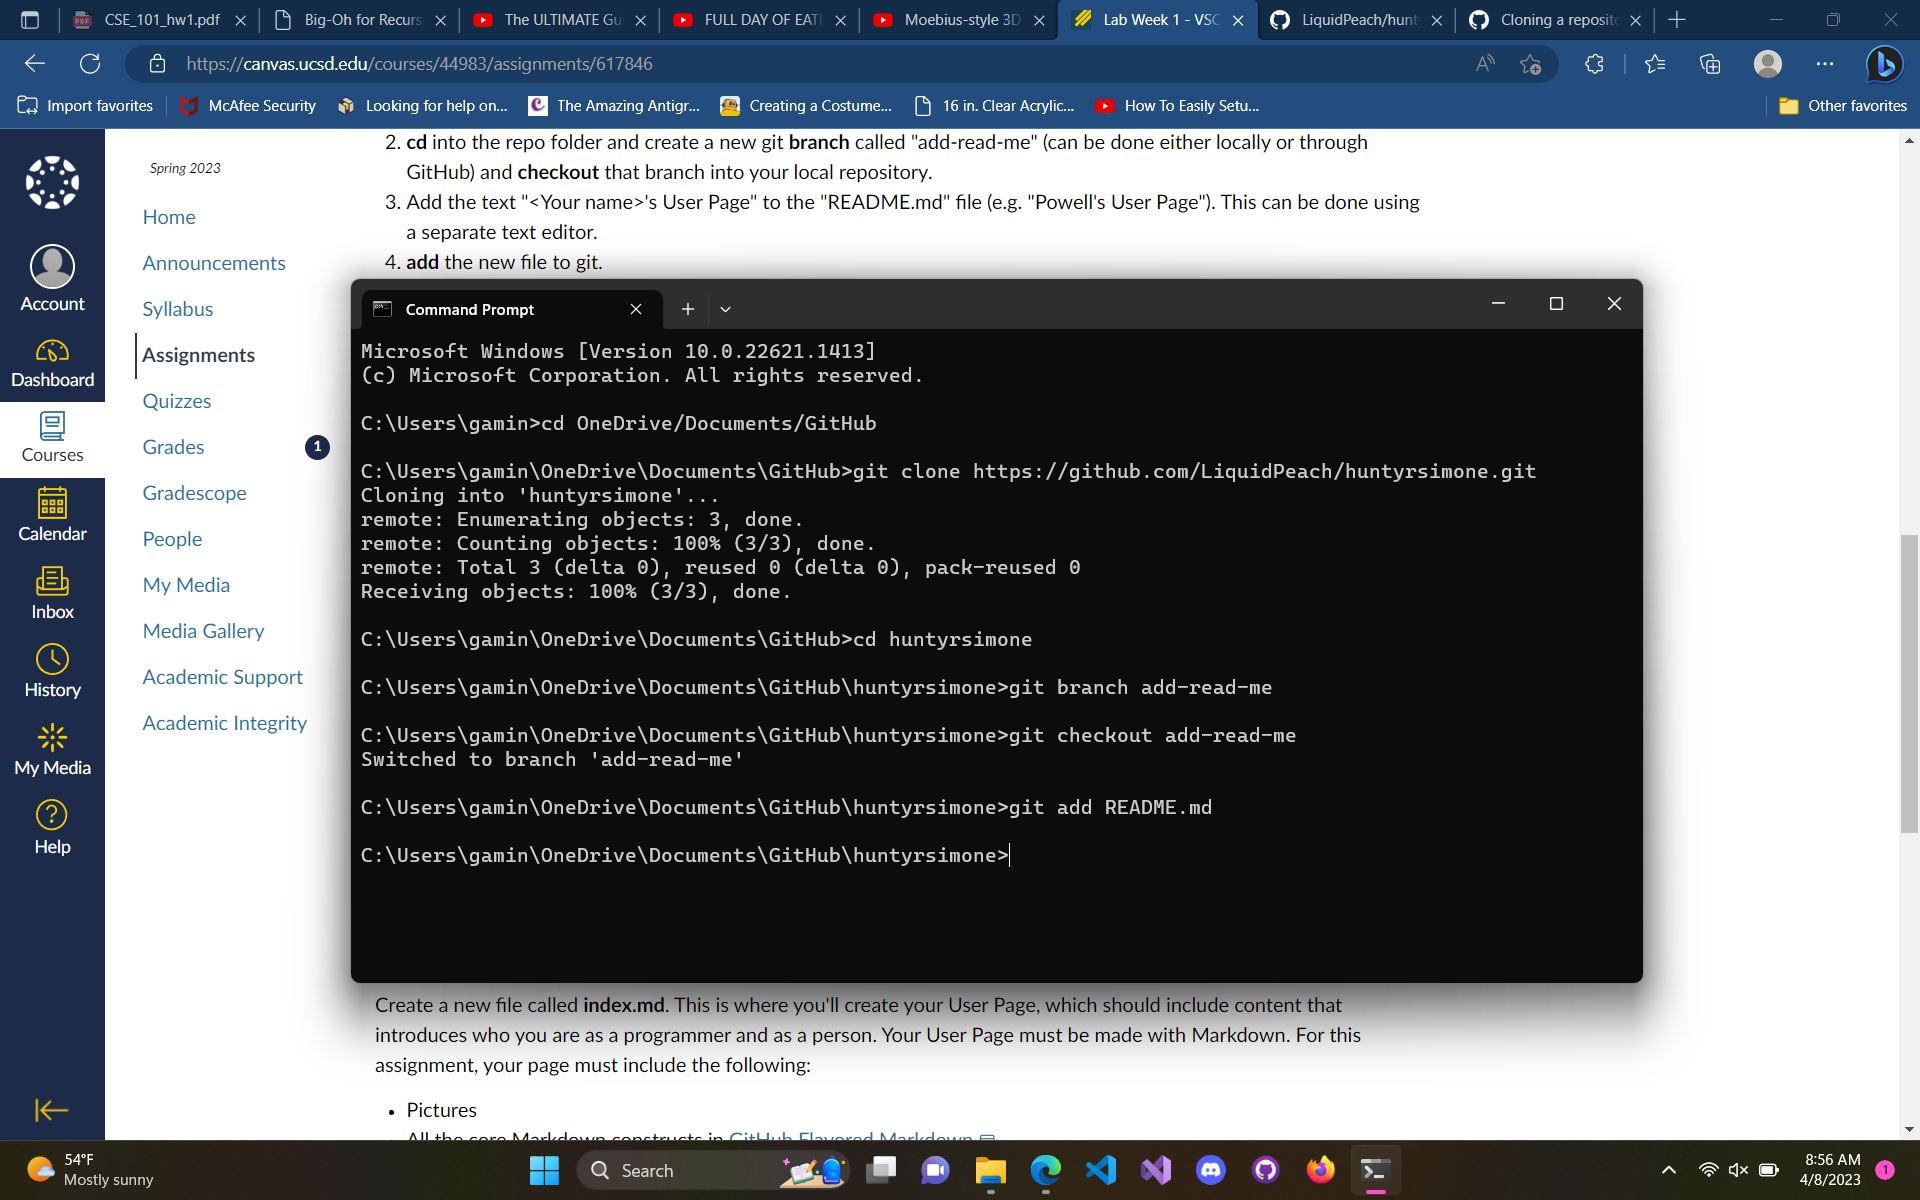 CSE_101_hw1.pdf
Big-Oh for Recurs
The ULTIMATE Gu
FULL DAY OF EATI
Moebius-style 3D
Lab Week 1 - VSC
LiquidPeach/hunt
Cloning a reposito
https://canvas.ucsd.edu/courses/44983/assignments/617846
Import favorites
McAfee Security
Looking for help on...
The Amazing Antigr...
Creating a Costume...
16 in. Clear Acrylic...
How To Easily Setu...
Other favorites
Account
Dashboard
Courses
Calendar
Inbox
History
My Media
Help
Spring 2023
Home
Announcements
Syllabus
Assignments
Quizzes
Grades
1
Gradescope
People
My Media
Media Gallery
Academic Support
Academic Integrity
2. cd into the repo folder and create a new git branch called "add-read-me" (can be done either locally or through
GitHub) and checkout that branch into your local repository.
3. Add the text "<Your name>'s User Page" to the "README.md" file (e.g. "Powell's User Page"). This can be done using
a separate text editor.
4. add the new file to git.
Command Prompt
Microsoft Windows [Version 10.0.22621.1413]
(c) Microsoft Corporation. All rights reserved.
C:\Users\gamin>cd OneDrive/Documents/GitHub
C:\Users\gamin\OneDrive\Documents\GitHub>git clone https://github.com/LiquidPeach/huntyrsimone.git
Cloning into 'huntyrsimone'...
remote: Enumerating objects: 3, done.
remote: Counting objects: 100% (3/3), done.
remote: Total 3 (delta 0), reused 0 (delta 0), pack-reused 0
Receiving objects: 100% (3/3), done.
C:\Users\gamin\OneDrive\Documents\GitHub>cd huntyrsimone
C:\Users\gamin\OneDrive\Documents\GitHub\huntyrsimone>git branch add-read-me
C:\Users\gamin\OneDrive\Documents\GitHub\huntyrsimone>git checkout add-read-me
Switched to branch 'add-read-me'
C:\Users\gamin\OneDrive\Documents\GitHub\huntyrsimone>git add README.md
C:\Users\gamin\OneDrive\Documents\GitHub\huntyrsimone>
Create a new file called index.md. This is where you'll create your User Page, which should include content that
introduces who you are as a programmer and as a person. Your User Page must be made with Markdown. For this
assignment, your page must include the following:
• Pictures
All the core Markdown constructs in GitHub Flavored Markdown
54°F
Mostly sunny
Search
8:56 AM
4/8/2023
1